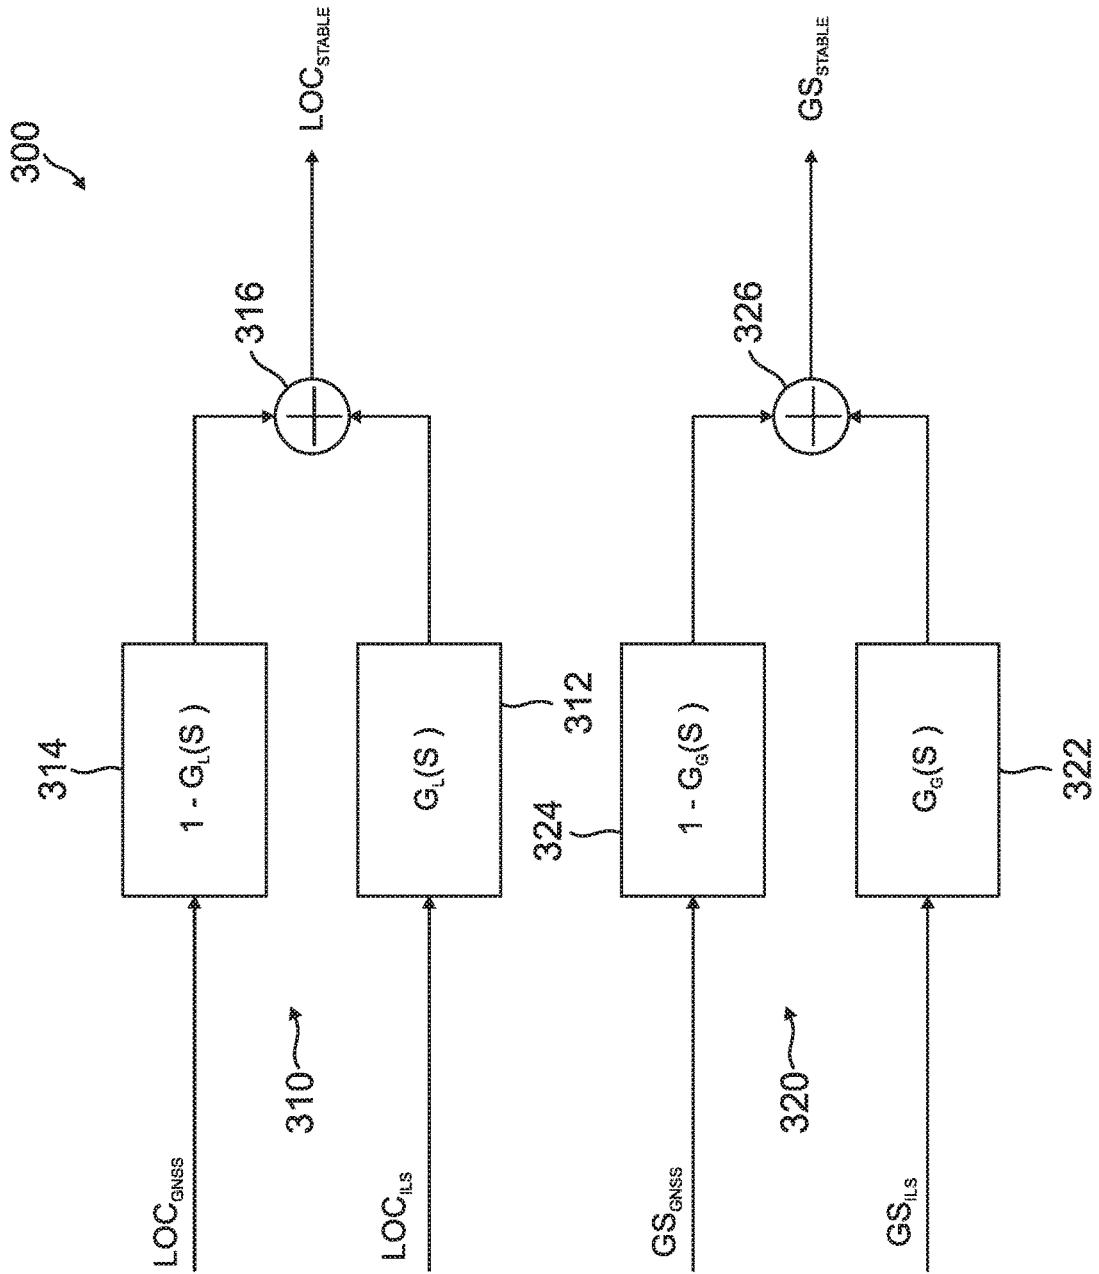 300
LOC_GNSS
314
1 - G_L(S)
LOC_ILS
G_L(S)
312
310
316
LOC_STABLE
GS_GNSS
324
1 - G_G(S)
GS_ILS
G_G(S)
322
320
326
GS_STABLE